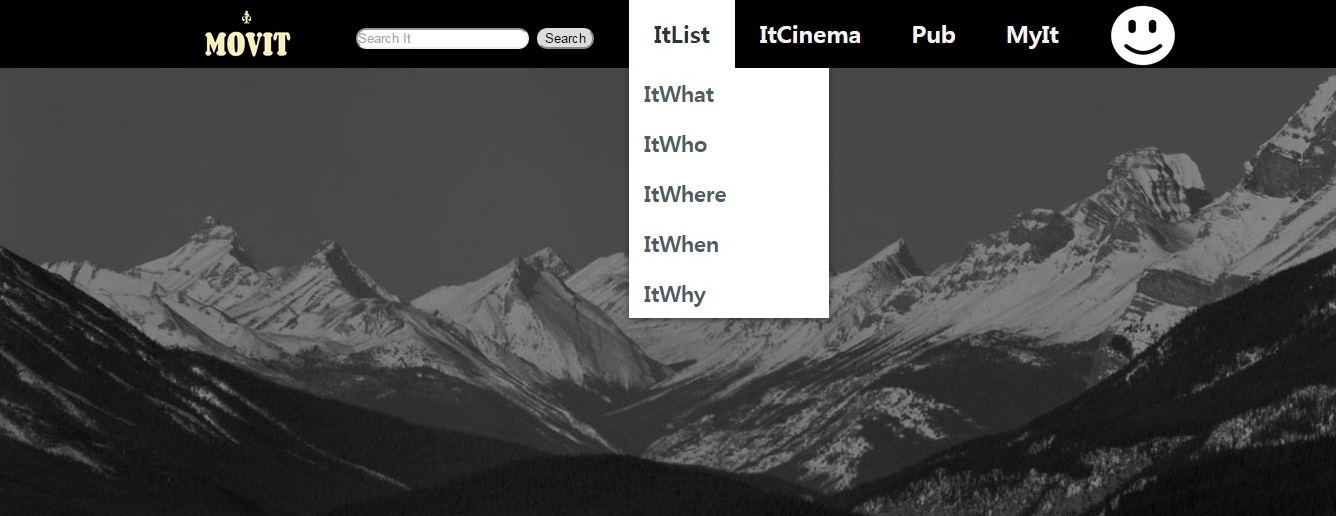 MOVIT
Search It
Search
ItList
ItCinema
Pub
MyIt
ItWhat
ItWho
ItWhere
ItWhen
ItWhy